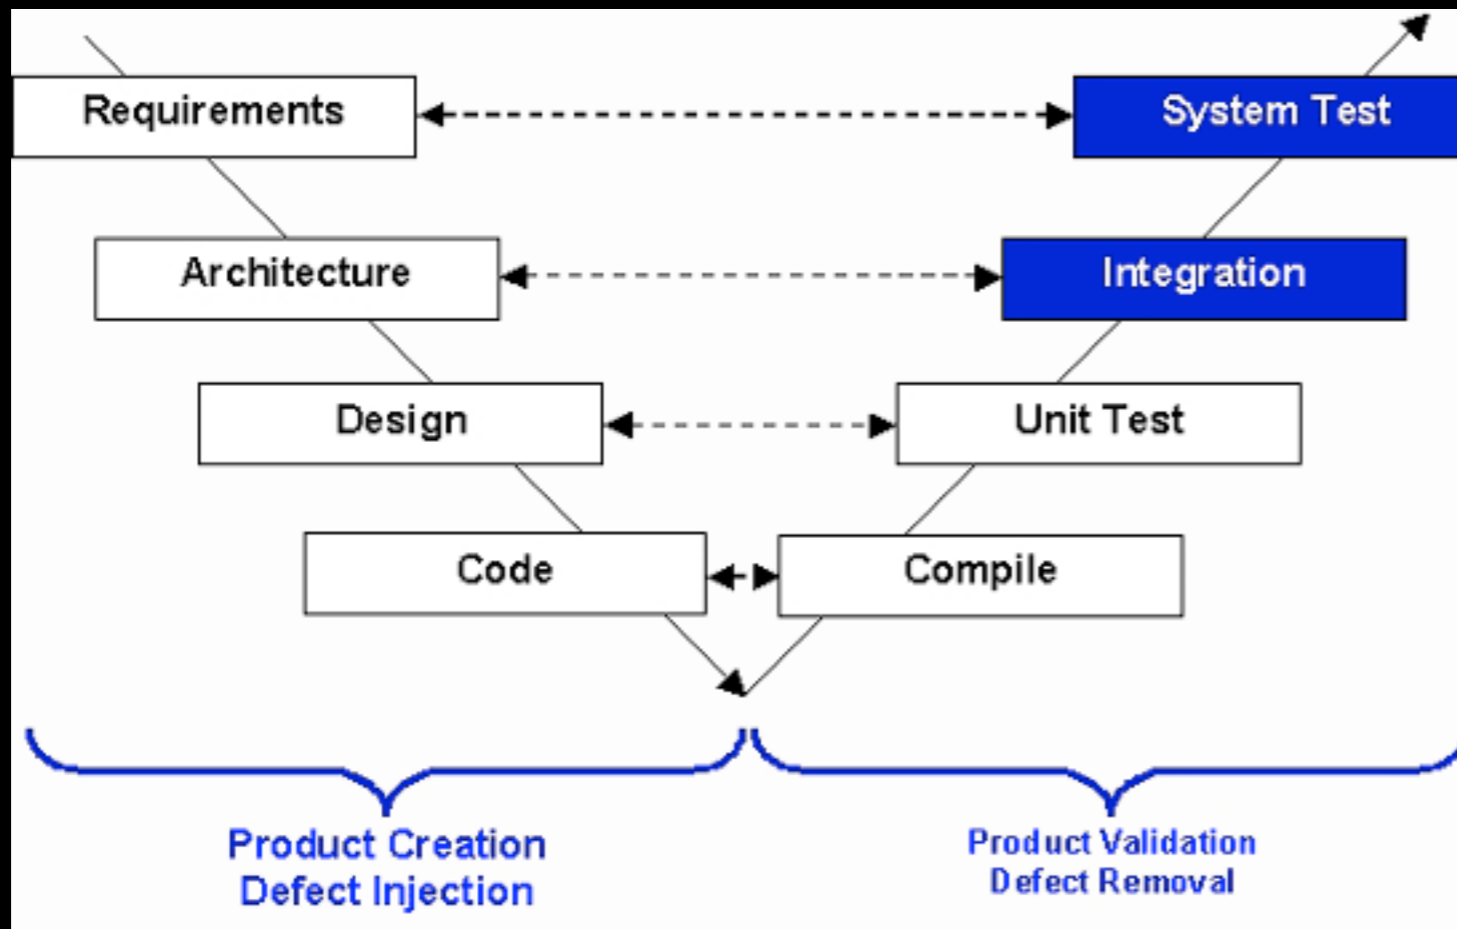 Requirements
System Test
Architecture
Integration
Design
Unit Test
Code
Compile
Product Creation
Defect Injection
Product Validation
Defect Removal